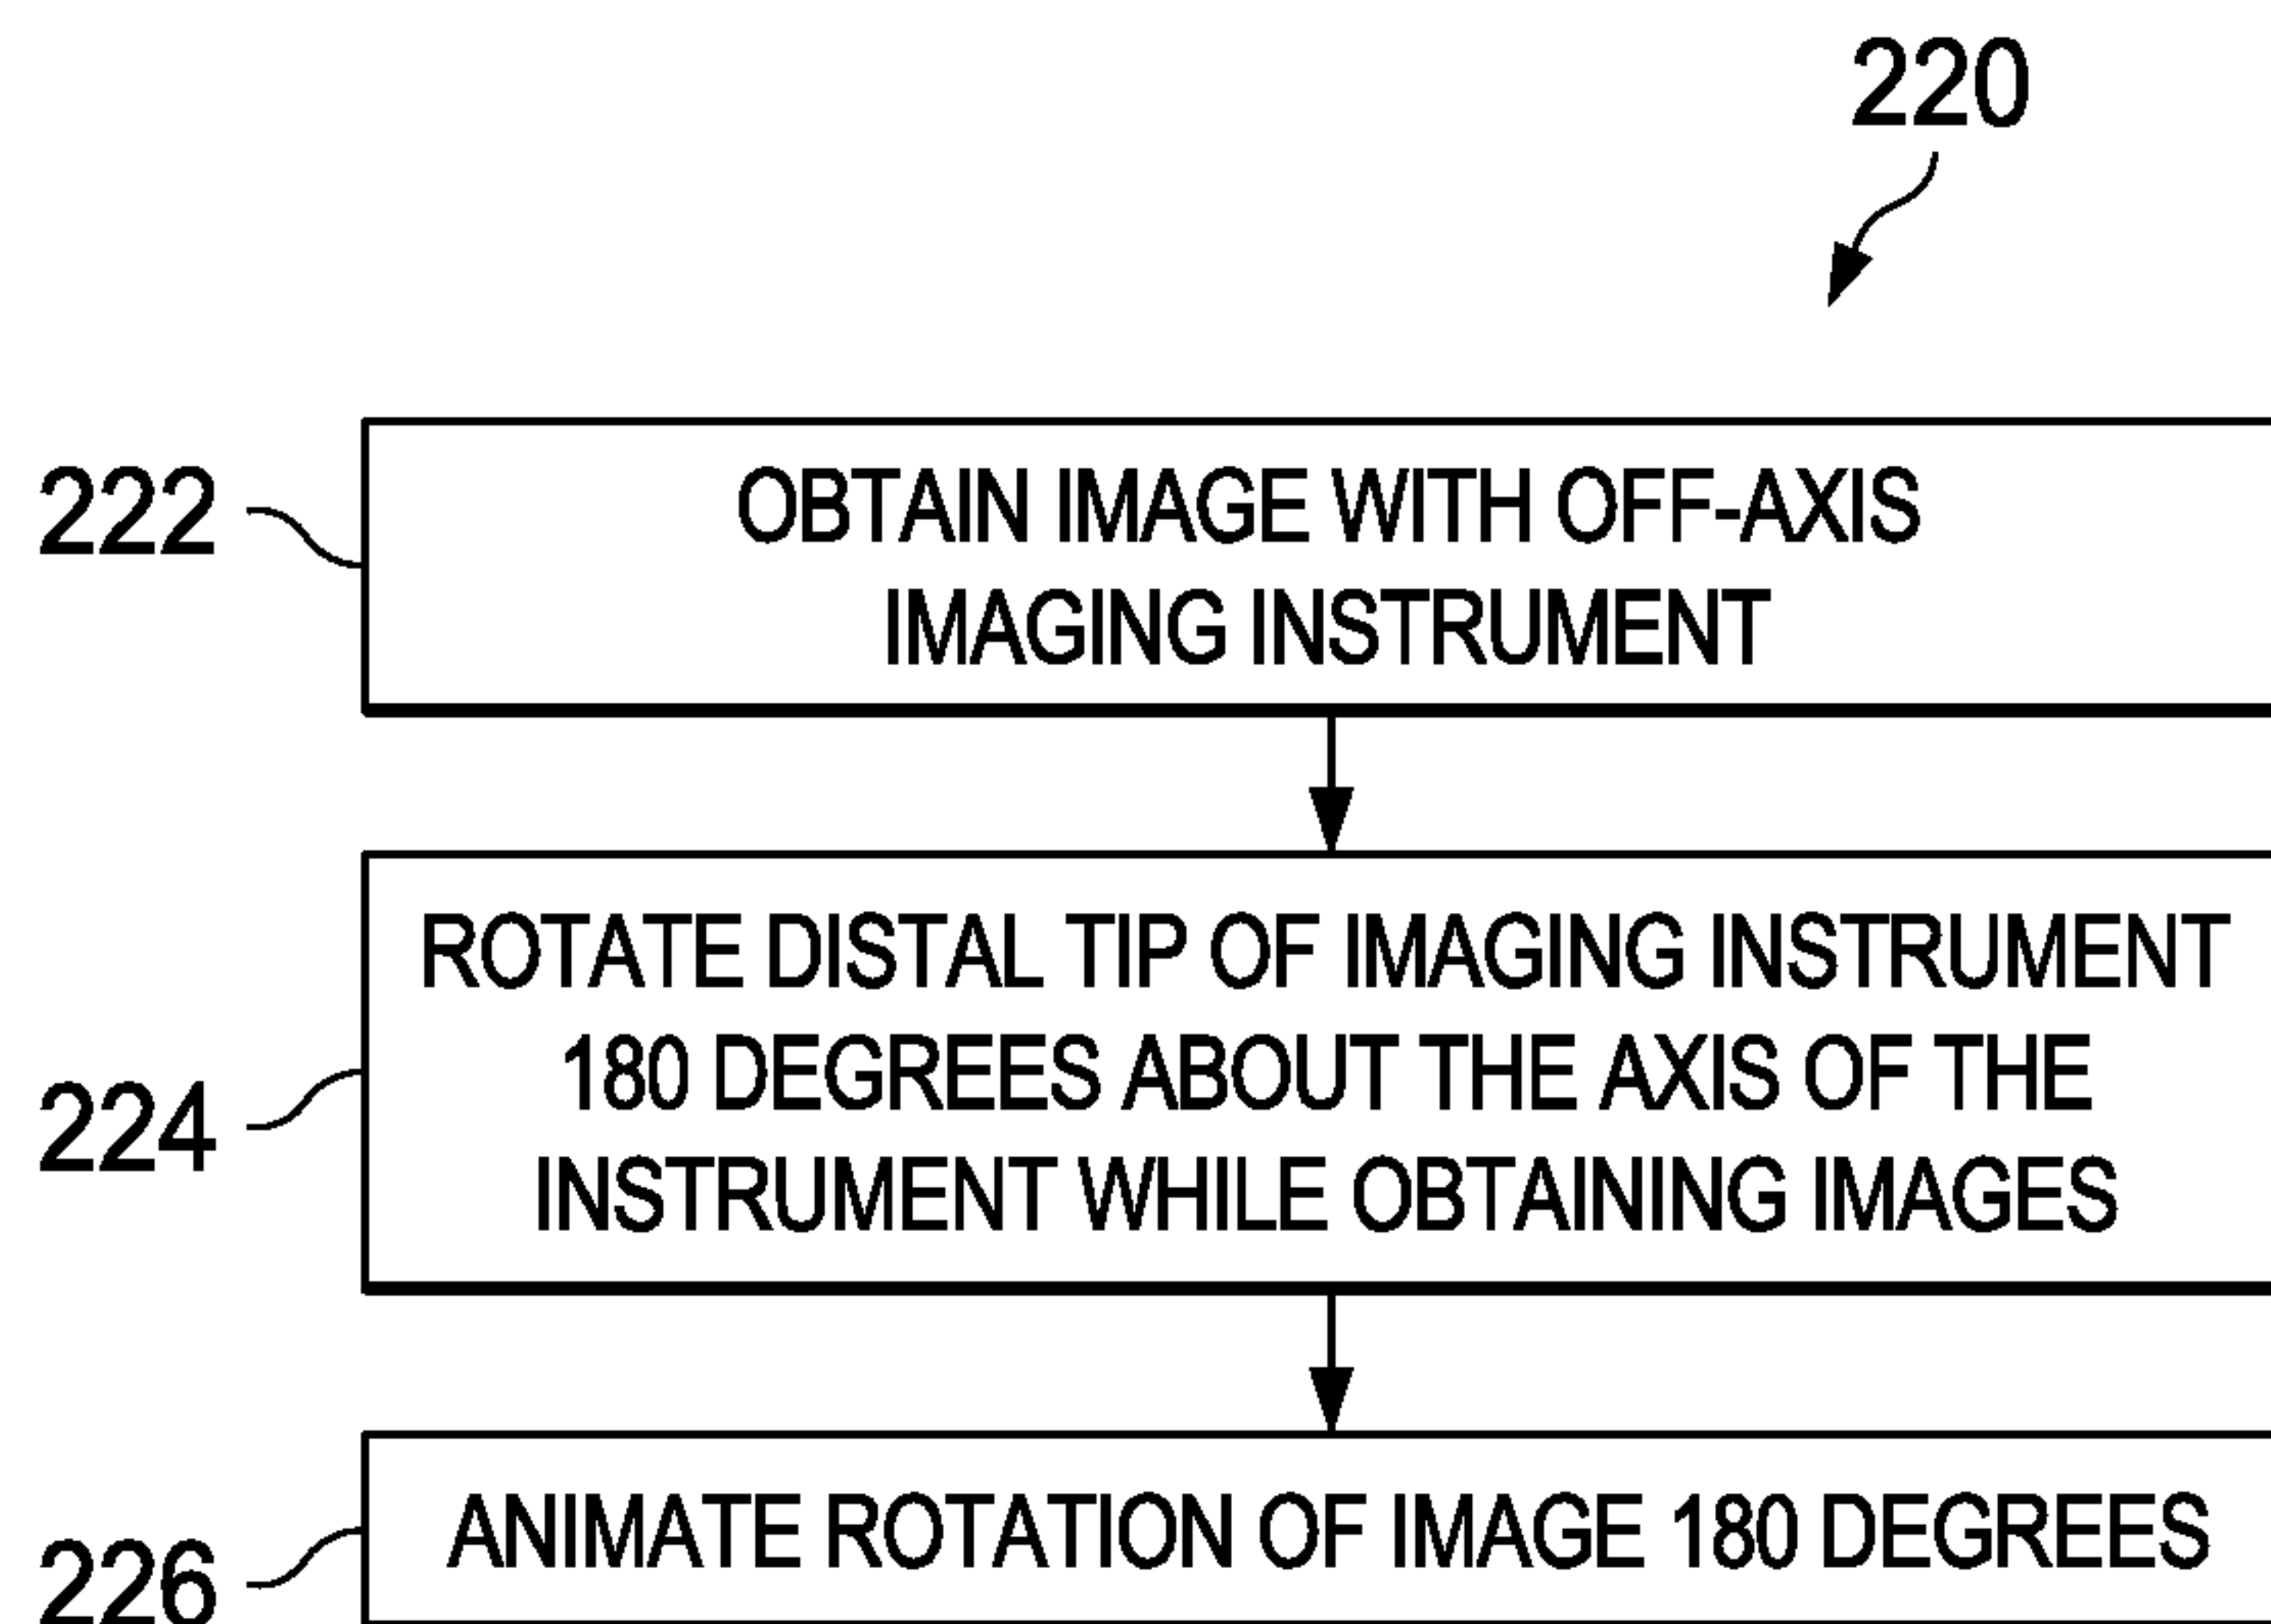 220
222
OBTAIN IMAGE WITH OFF-AXIS
IMAGING INSTRUMENT
224
ROTATE DISTAL TIP OF IMAGING INSTRUMENT
180 DEGREES ABOUT THE AXIS OF THE
INSTRUMENT WHILE OBTAINING IMAGES
226
ANIMATE ROTATION OF IMAGE 180 DEGREES